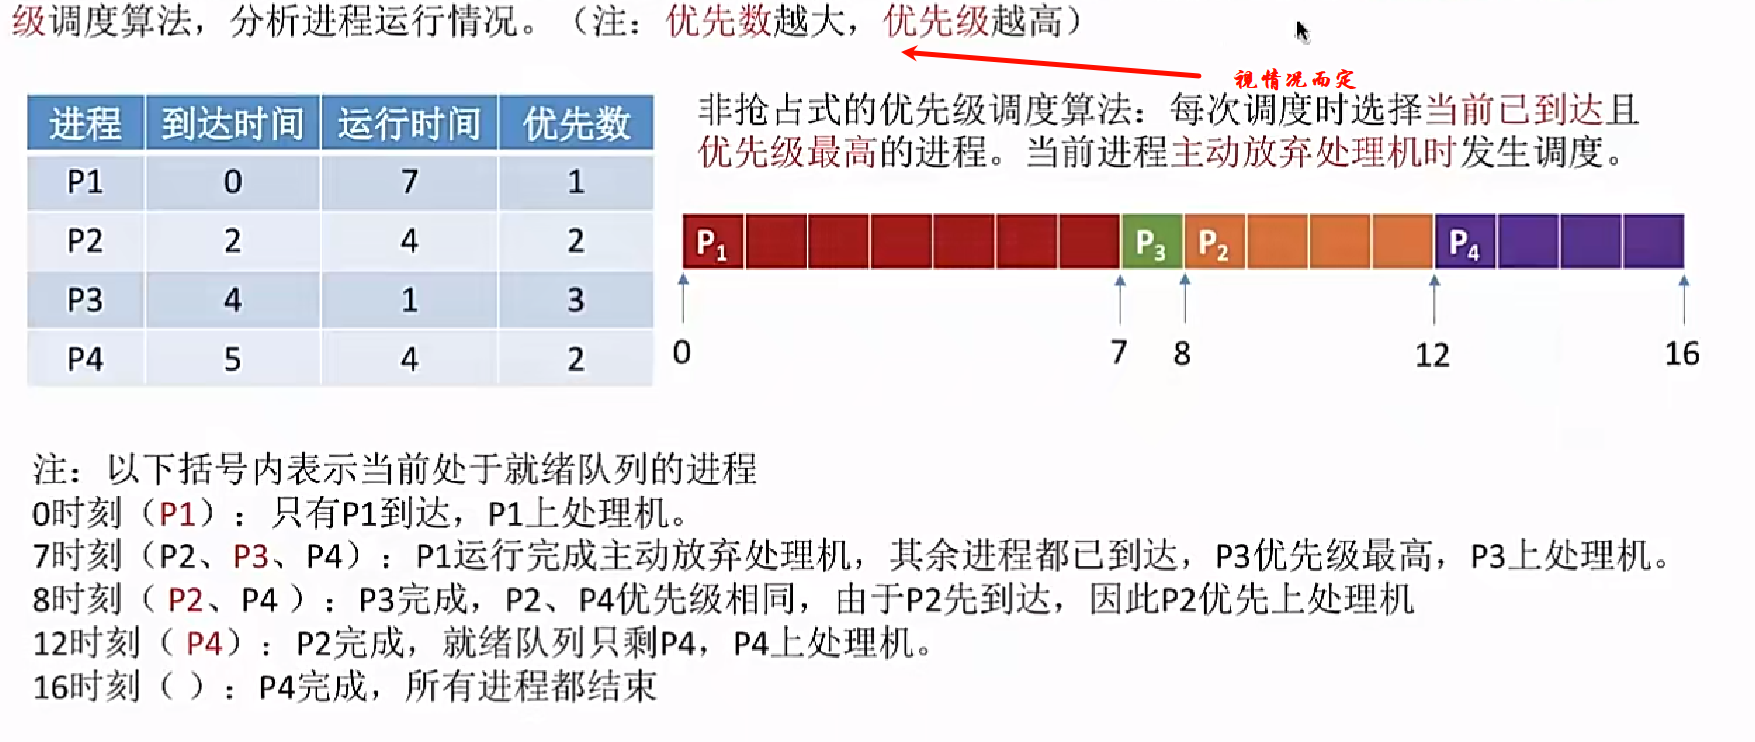 级调度算法，分析进程运行情况。（注：优先数越大，优先级越高）
视情况而定
进程 到达时间 运行时间 优先数
P1 0 7 1
P2 2 4 2
P3 4 1 3
P4 5 4 2
非抢占式的优先级调度算法：每次调度时选择当前已到达且
优先级最高的进程。当前进程主动放弃处理机时发生调度。
P1 P3 P2 P4
0 7 8 12 16
注：以下括号内表示当前处于就绪队列的进程
0时刻（P1）：只有P1到达，P1上处理机。
7时刻（P2、P3、P4）：P1运行完成主动放弃处理机，其余进程都已到达，P3优先级最高，P3上处理机。
8时刻（P2、P4）：P3完成，P2、P4优先级相同，由于P2先到达，因此P2优先上处理机
12时刻（P4）：P2完成，就绪队列只剩P4，P4上处理机。
16时刻（ ）：P4完成，所有进程都结束